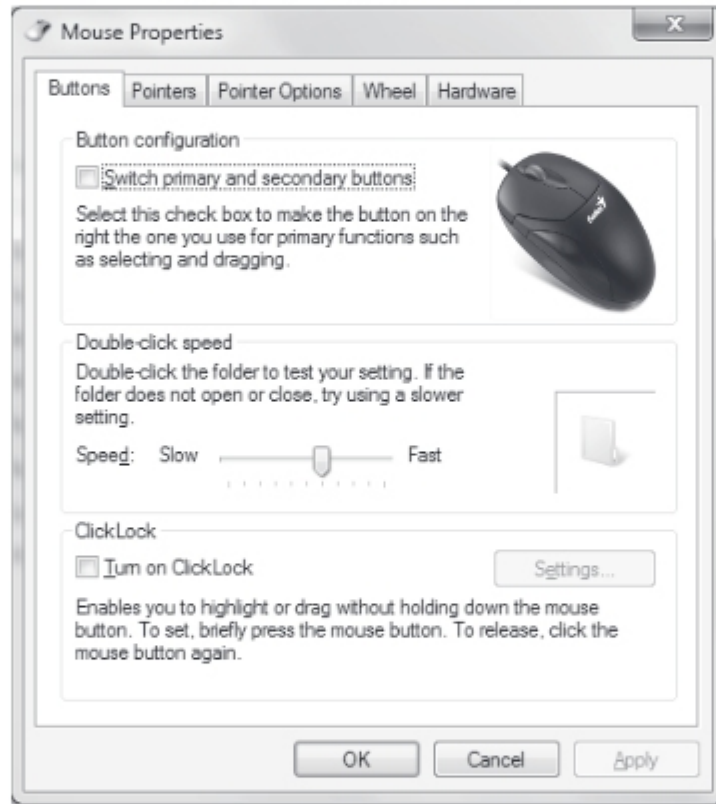 Mouse Properties
Buttons Pointers Pointer Options Wheel Hardware
Button configuration
Switch primary and secondary buttons
Select this check box to make the button on the
right the one you use for primary functions such
as selecting and dragging.
Double-click speed
Double-click the folder to test your setting. If the
folder does not open or close, try using a slower
setting.
Speed: Slow Fast
ClickLock
Turn on ClickLock
Settings...
Enables you to highlight or drag without holding down the mouse
button. To set, briefly press the mouse button. To release, click the
mouse button again.
OK Cancel Apply